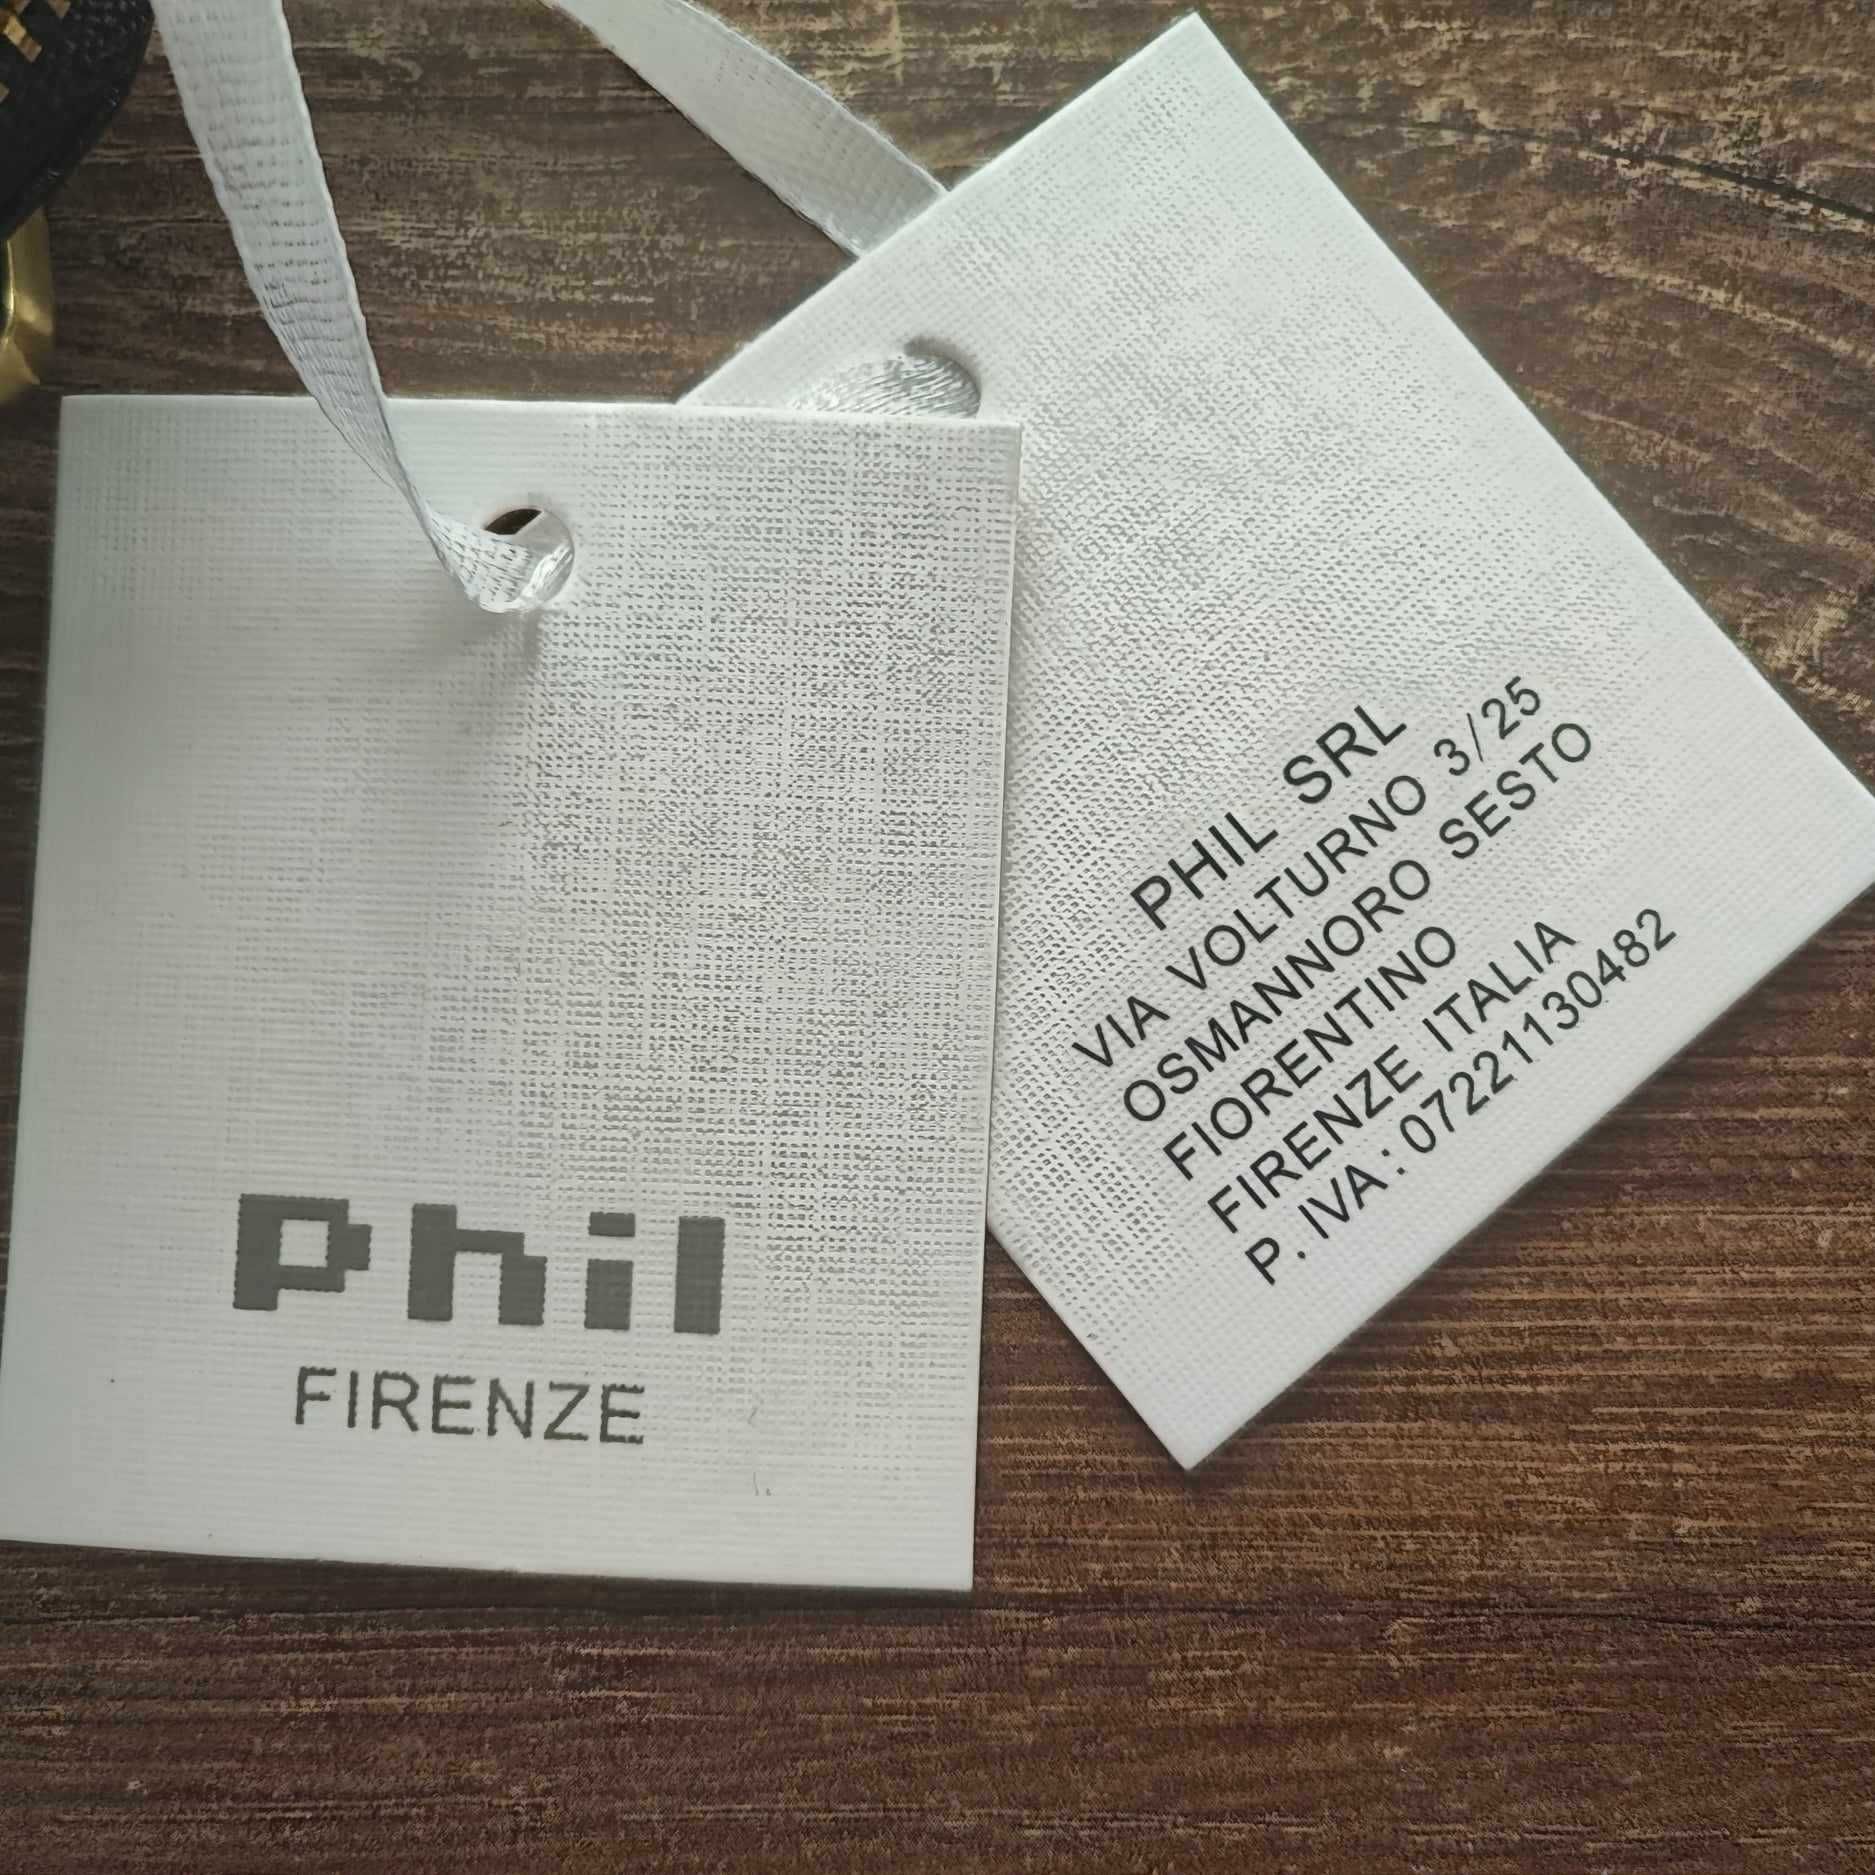 phil
FIRENZE
PHIL SRL
VIA VOLTURNO 3/25
OSMANNORO SESTO
FIORENTINO
FIRENZE ITALIA
P. IVA: 07221130482